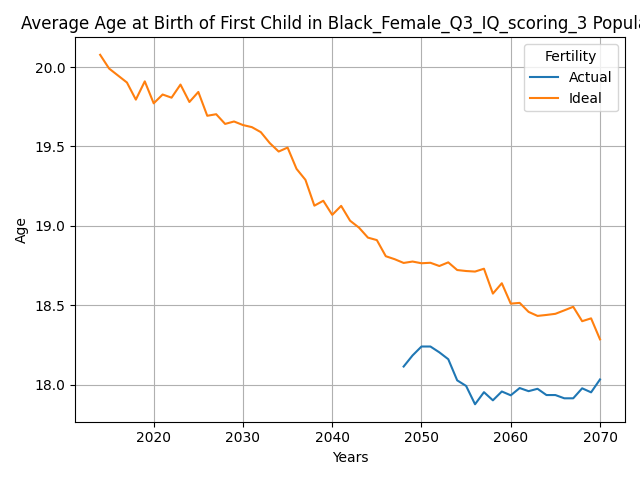 Average Age at Birth of First Child in Black_Female_Q3_IQ_scoring_3 Popula
Fertility
Actual
Ideal
20.0
19.5
19.0
18.5
18.0
Age
2020 2030 2040 2050 2060 2070
Years